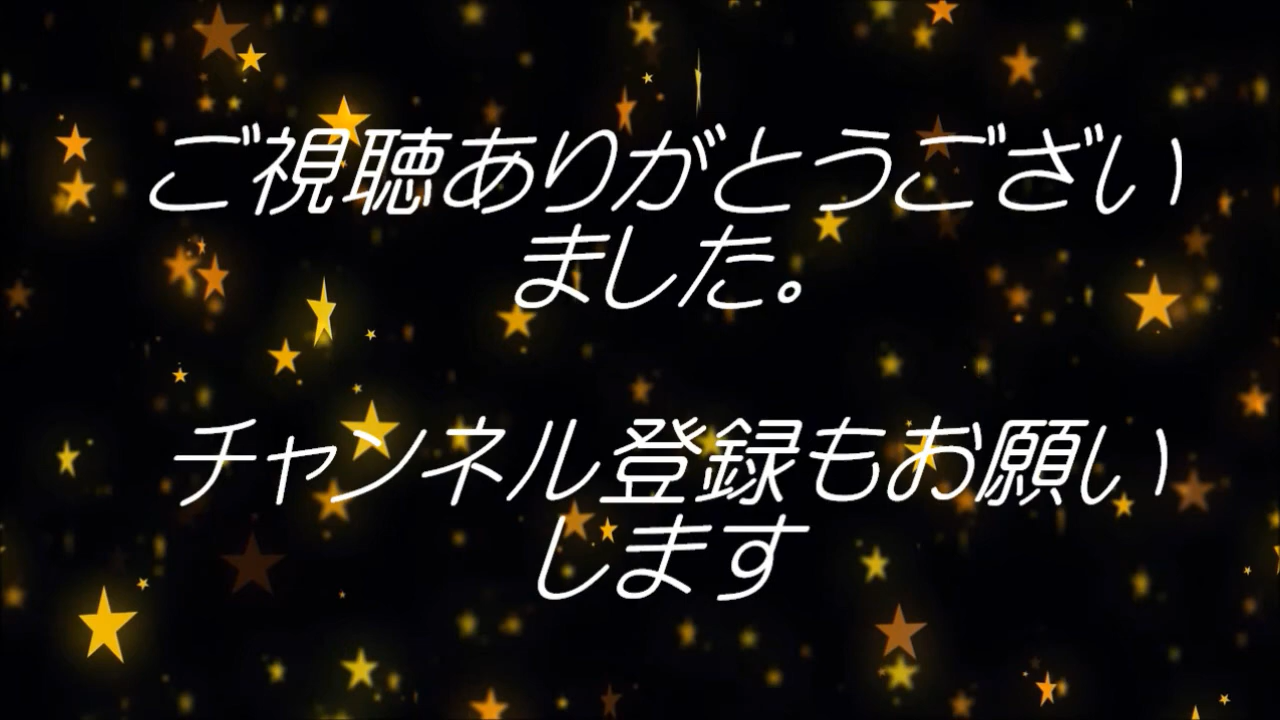 ご視聴ありがとうござい
ました。
チャンネル登録もお願い
します